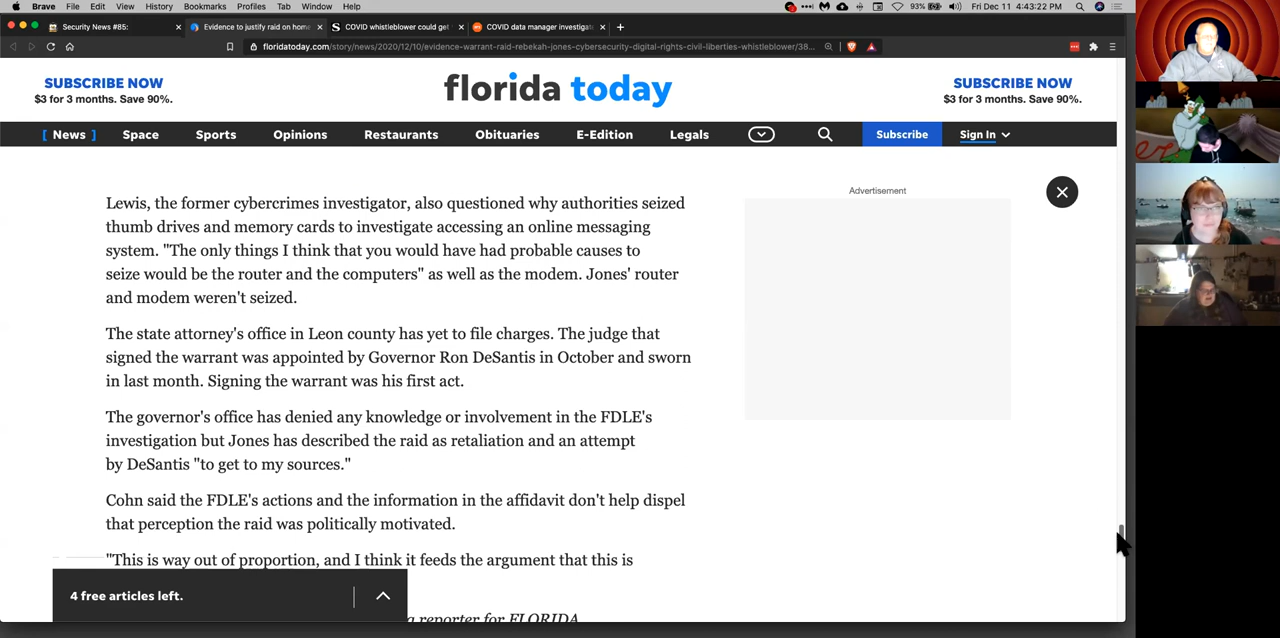 Brave File Edit View History Bookmarks Profiles Tab Window Help 93% Fri Dec 11 4:43:22 PM
Security News #85: Evidence to justify raid on home COVID whistleblower could get COVID data manager investigat
floridatoday.com/story/news/2020/12/10/evidence-warrant-raid-rebekah-jones-cybersecurity-digital-rights-civil-liberties-whistleblower/38...
SUBSCRIBE NOW
$3 for 3 months. Save 90%.
florida today
SUBSCRIBE NOW
$3 for 3 months. Save 90%.
[ News ] Space Sports Opinions Restaurants Obituaries E-Edition Legals Subscribe Sign In
Advertisement
Lewis, the former cybercrimes investigator, also questioned why authorities seized
thumb drives and memory cards to investigate accessing an online messaging
system. "The only things I think that you would have had probable causes to
seize would be the router and the computers" as well as the modem. Jones' router
and modem weren't seized.
The state attorney's office in Leon county has yet to file charges. The judge that
signed the warrant was appointed by Governor Ron DeSantis in October and sworn
in last month. Signing the warrant was his first act.
The governor's office has denied any knowledge or involvement in the FDLE's
investigation but Jones has described the raid as retaliation and an attempt
by DeSantis "to get to my sources."
Cohn said the FDLE's actions and the information in the affidavit don't help dispel
that perception the raid was politically motivated.
"This is way out of proportion, and I think it feeds the argument that this is
4 free articles left.
a reporter for FLORIDA